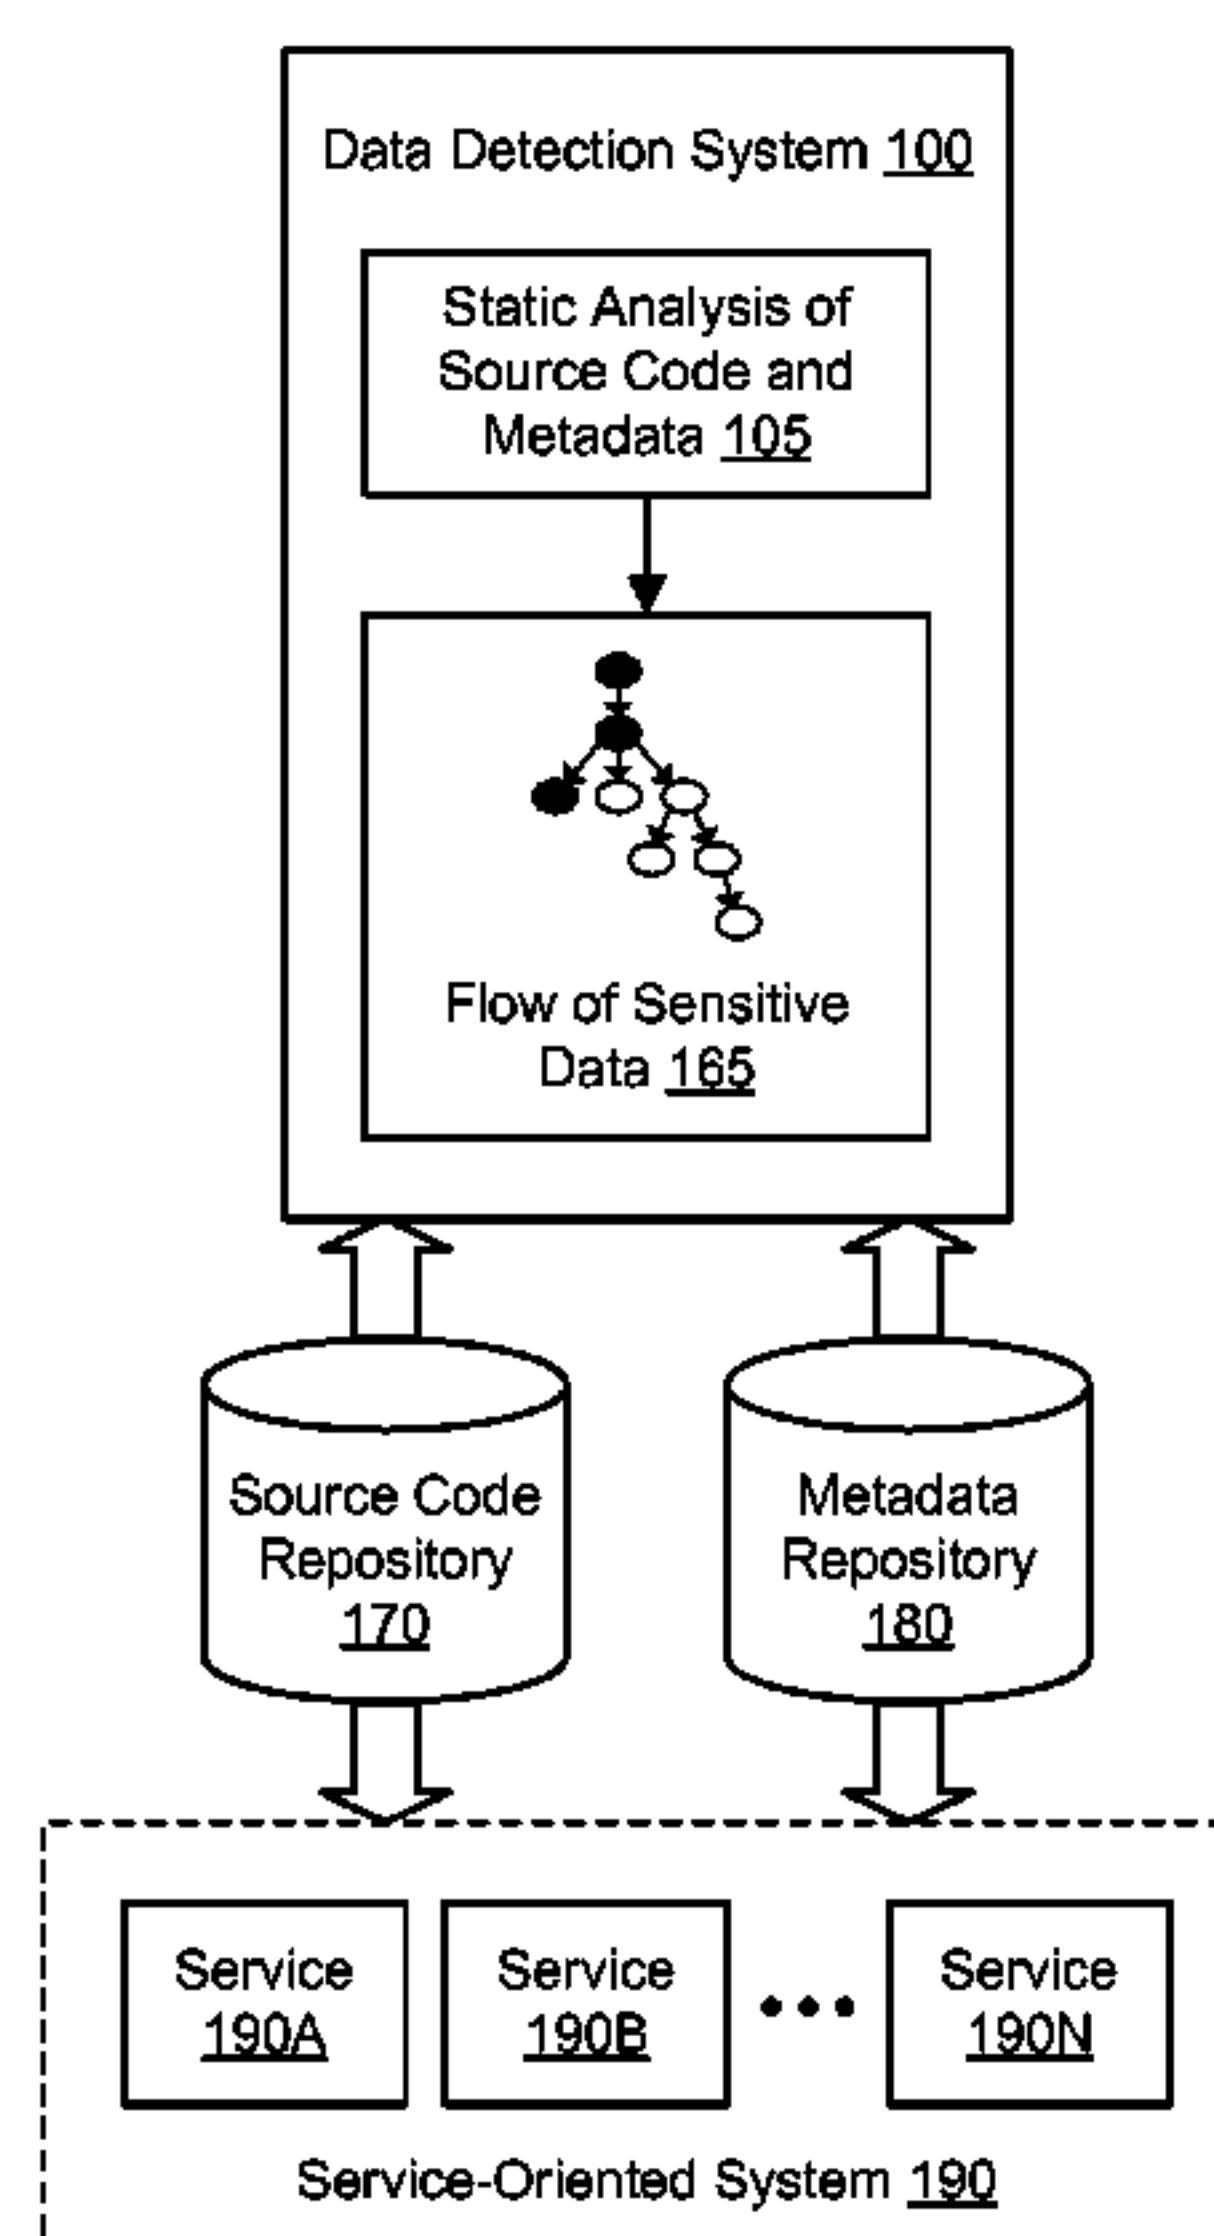 Data Detection System 100
Static Analysis of
Source Code and
Metadata 105
Flow of Sensitive
Data 165
Source Code
Repository
170
Metadata
Repository
180
Service
190A
Service
190B
Service
190N
Service-Oriented System 190